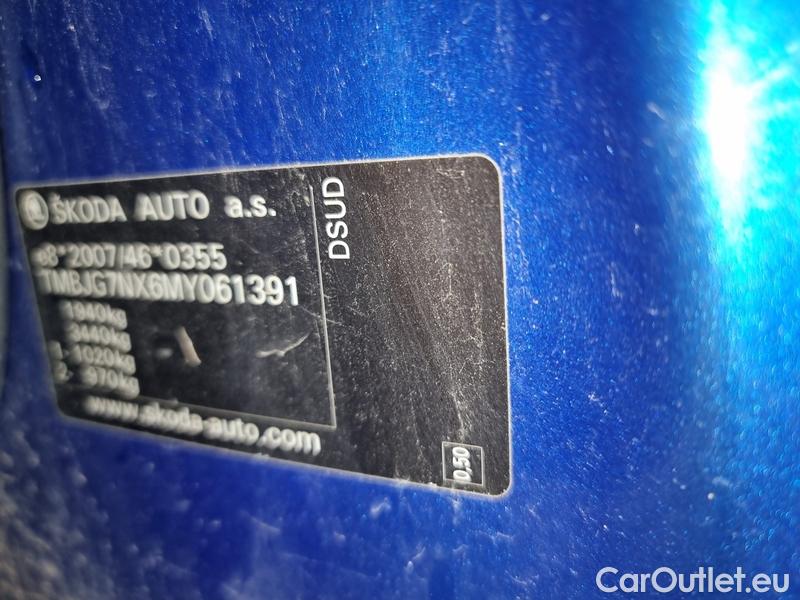 ŠKODA AUTO a.s.
e8*2007/46*0355
TMBJG7NX6MY061391
1940kg
3440kg
1- 1020kg
2- 970kg
www.skoda-auto.com
DSUD
0,50
CarOutlet.eu